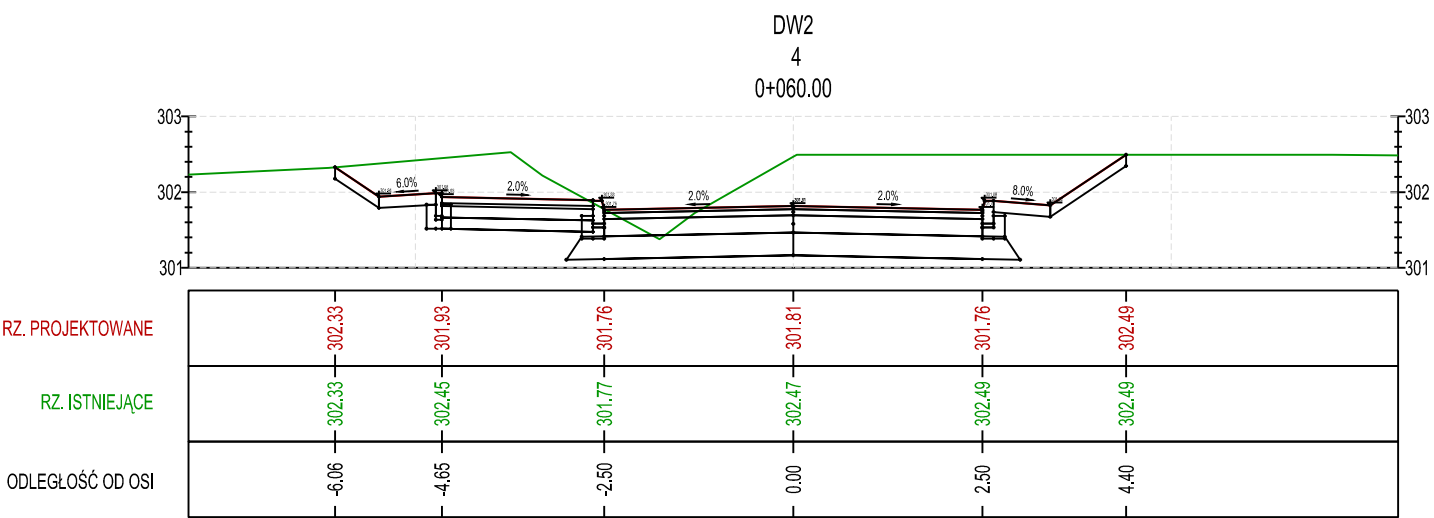 DW2
4
0+060.00
303 303
6.0% 2.0% 2.0% 2.0% 8.0%
302 302
301 301
RZ. PROJEKTOWANE 302.33 301.93 301.76 301.81 301.76 302.49
RZ. ISTNIEJĄCE 302.33 302.45 301.77 302.47 302.49 302.49
ODLEGŁOŚĆ OD OSI -6.06 -4.65 -2.50 0.00 2.50 4.40